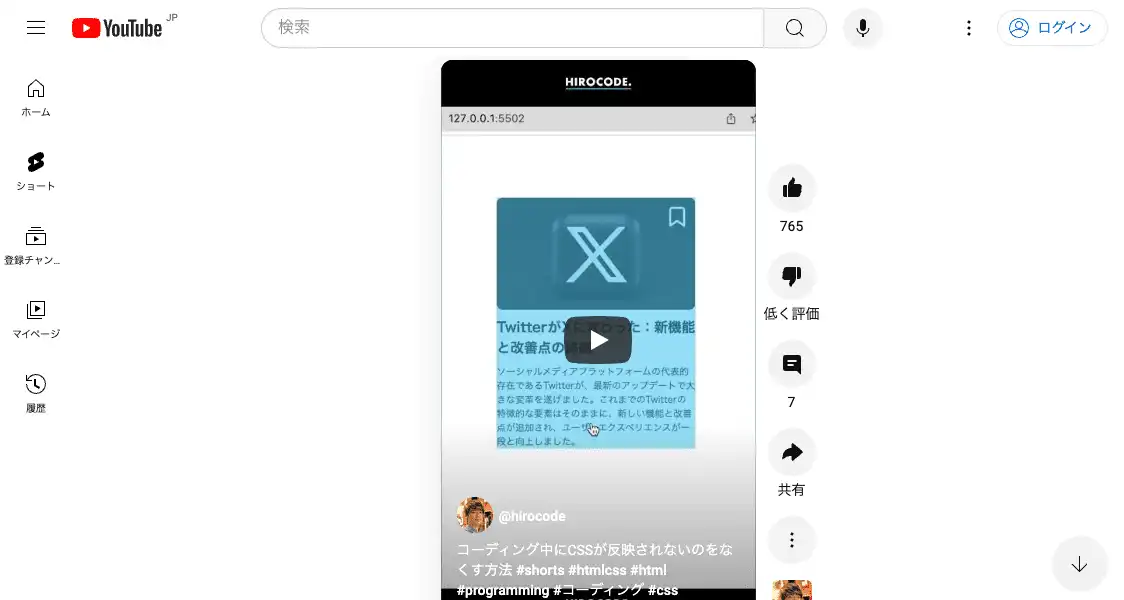 YouTube JP
検索
ログイン
ホーム
ショート
登録チャン...
マイページ
履歴
HIROCODE.
127.0.0.1:5502
TwitterがXに変わった：新機能
と改善点の
ソーシャルメディアプラットフォームの代表的
存在であるTwitterが、最新のアップデートで大
きな変革を遂げました。これまでのTwitterの
特徴的な要素はそのままに、新しい機能と改善
点が追加され、ユーザーエクスペリエンスが一
段と向上しました。
@hirocode
コーディング中にCSSが反映されないのをな
くす方法 #shorts #htmlcss #html
#programming #コーディング #css
765
低く評価
7
共有